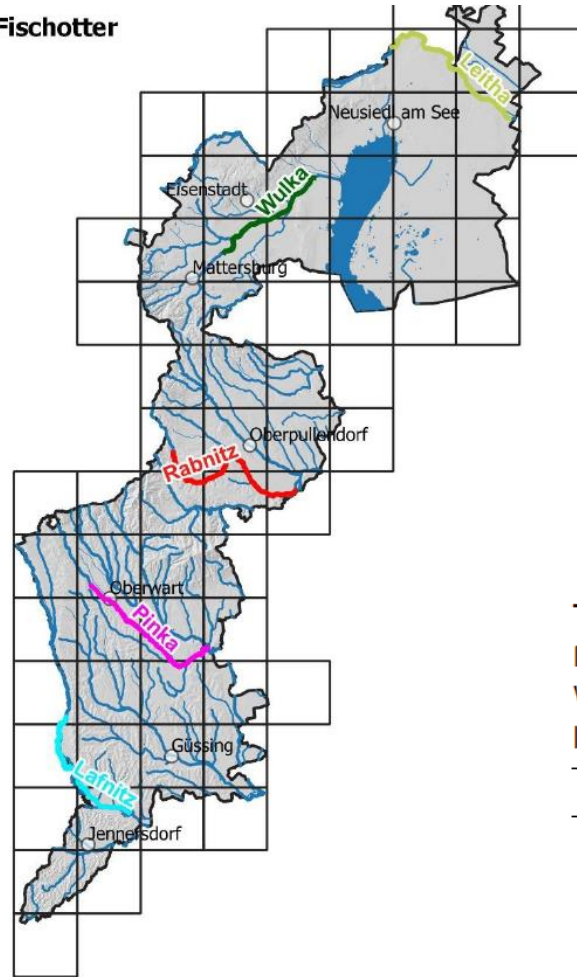 Fischotter
Leitha
Neusiedl am See
Eisenstadt
Wulka
Mattersburg
Oberpullendorf
Rabnitz
Oberwart
Pinka
Güssing
Lafnitz
Jennersdorf